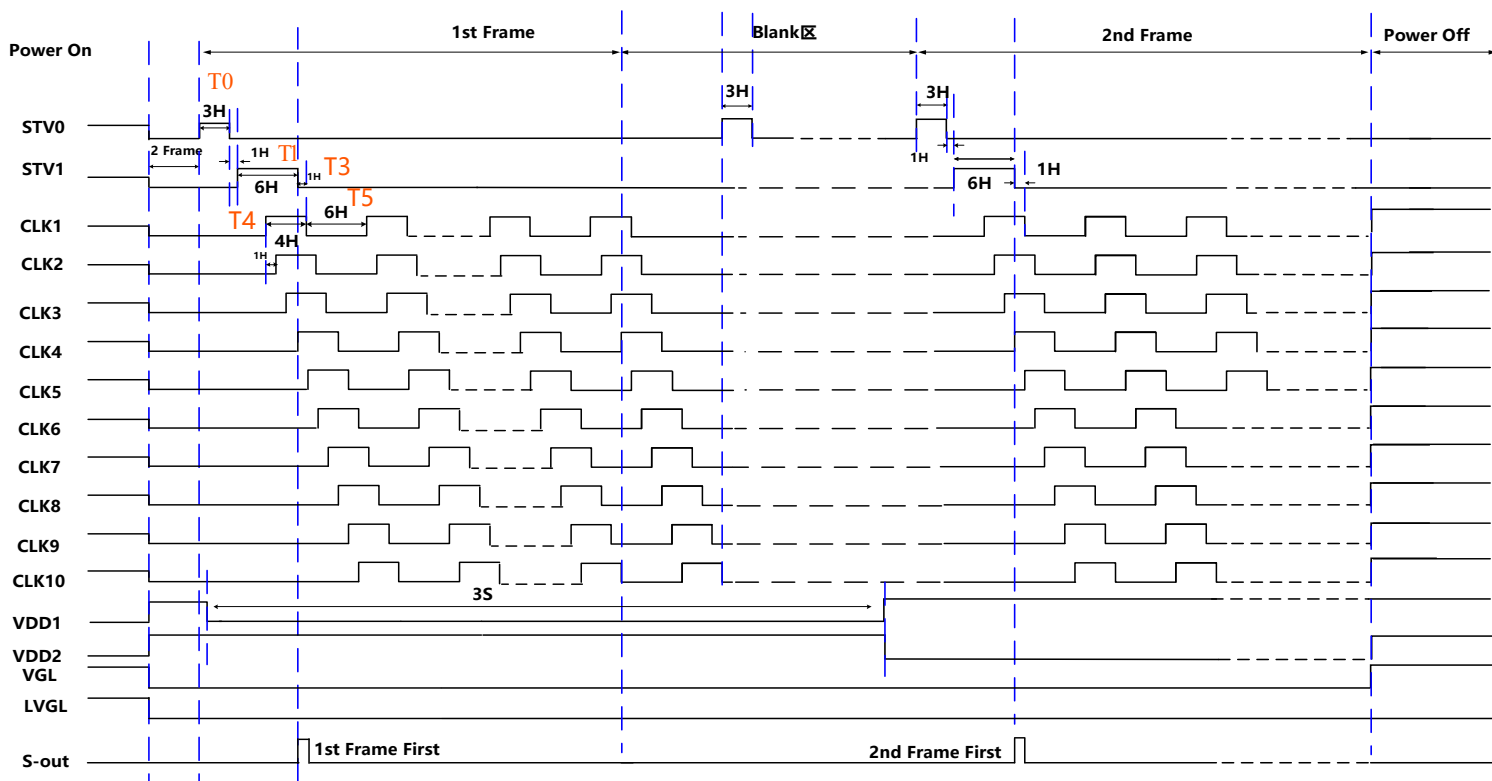 Power On
1st Frame
Blank区
2nd Frame
Power Off
T0
3H
3H
3H
STV0
2 Frame
1H
T1
T3
1H
1H
STV1
6H
1H
6H
T5
T4
6H
CLK1
4H
1H
CLK2
CLK3
CLK4
CLK5
CLK6
CLK7
CLK8
CLK9
CLK10
3S
VDD1
VDD2
VGL
LVGL
1st Frame First
2nd Frame First
S-out